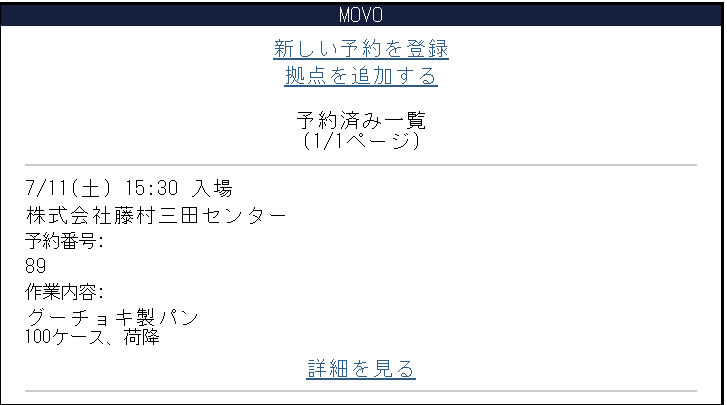 MOVO
新しい予約を登録
拠点を追加する
予約済み一覧
(1/1ページ)
7/11(土) 15:30 入場
株式会社藤村三田センター
予約番号:
89
作業内容:
グーチョキ製パン
100ケース、荷降
詳細を見る